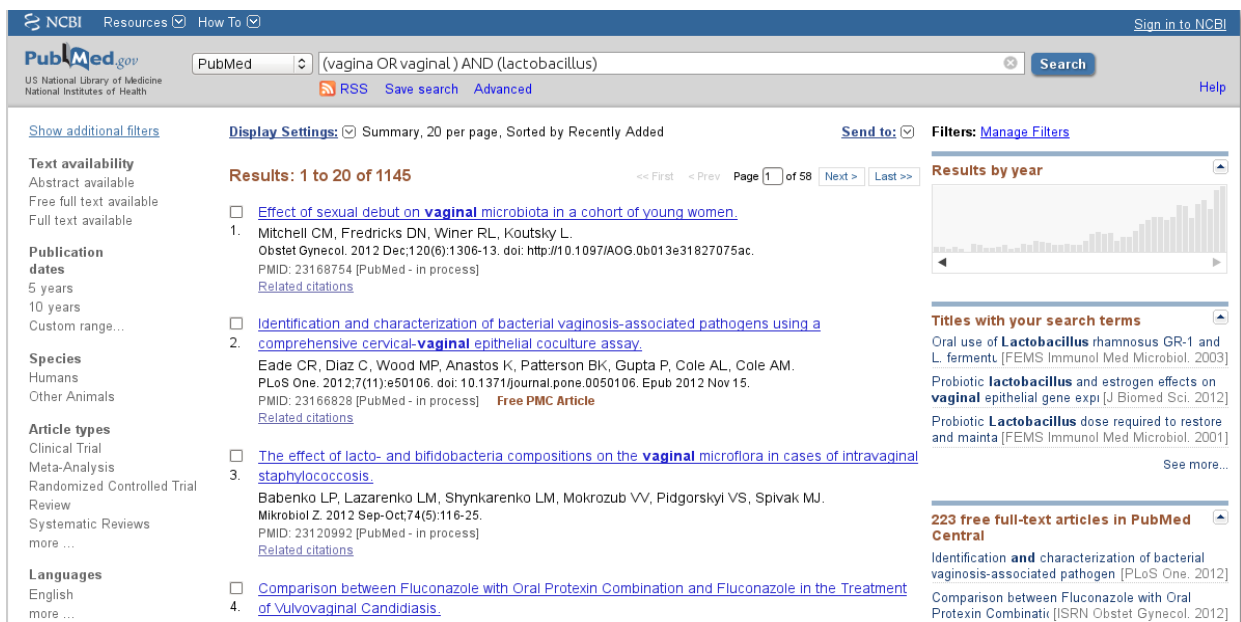 NCBI Resources How To Sign in to NCBI
PubMed.gov
US National Library of Medicine
National Institutes of Health
PubMed (vagina OR vaginal ) AND (lactobacillus) Search
RSS Save search Advanced
Help
Show additional filters
Text availability
Abstract available
Free full text available
Full text available
Publication
dates
5 years
10 years
Custom range...
Species
Humans
Other Animals
Article types
Clinical Trial
Meta-Analysis
Randomized Controlled Trial
Review
Systematic Reviews
more ...
Languages
English
more ...
Display Settings: Summary, 20 per page, Sorted by Recently Added Send to:
Results: 1 to 20 of 1145 << First < Prev Page 1 of 58 Next > Last >>
Effect of sexual debut on vaginal microbiota in a cohort of young women.
1. Mitchell CM, Fredricks DN, Winer RL, Koutsky L.
Obstet Gynecol. 2012 Dec;120(6):1306-13. doi: http://10.1097/AOG.0b013e31827075ac.
PMID: 23168754 [PubMed - in process]
Related citations
Identification and characterization of bacterial vaginosis-associated pathogens using a
2. comprehensive cervical-vaginal epithelial coculture assay.
Eade CR, Diaz C, Wood MP, Anastos K, Patterson BK, Gupta P, Cole AL, Cole AM.
PLoS One. 2012;7(11):e50106. doi: 10.1371/journal.pone.0050106. Epub 2012 Nov 15.
PMID: 23166828 [PubMed - in process] Free PMC Article
Related citations
The effect of lacto- and bifidobacteria compositions on the vaginal microflora in cases of intravaginal
3. staphylococcosis.
Babenko LP, Lazarenko LM, Shynkarenko LM, Mokrozub VV, Pidgorskyi VS, Spivak MJ.
Mikrobiol Z. 2012 Sep-Oct;74(5):116-25.
PMID: 23120992 [PubMed - in process]
Related citations
Comparison between Fluconazole with Oral Protexin Combination and Fluconazole in the Treatment
4. of Vulvovaginal Candidiasis.
Filters: Manage Filters
Results by year
Titles with your search terms
Oral use of Lactobacillus rhamnosus GR-1 and
L. fermentu [FEMS Immunol Med Microbiol. 2003]
Probiotic lactobacillus and estrogen effects on
vaginal epithelial gene expr [J Biomed Sci. 2012]
Probiotic Lactobacillus dose required to restore
and mainta [FEMS Immunol Med Microbiol. 2001]
See more...
223 free full-text articles in PubMed
Central
Identification and characterization of bacterial
vaginosis-associated pathogen [PLoS One. 2012]
Comparison between Fluconazole with Oral
Protexin Combinatic [ISRN Obstet Gynecol. 2012]